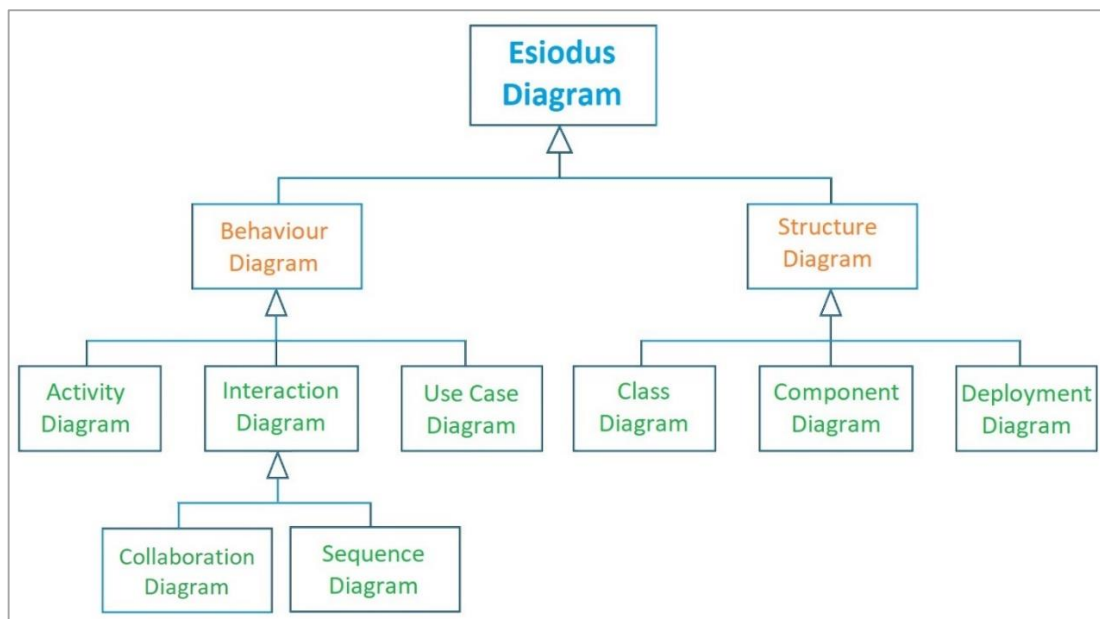 Esiodus
Diagram
Behaviour
Diagram
Structure
Diagram
Activity
Diagram
Interaction
Diagram
Use Case
Diagram
Class
Diagram
Component
Diagram
Deployment
Diagram
Collaboration
Diagram
Sequence
Diagram